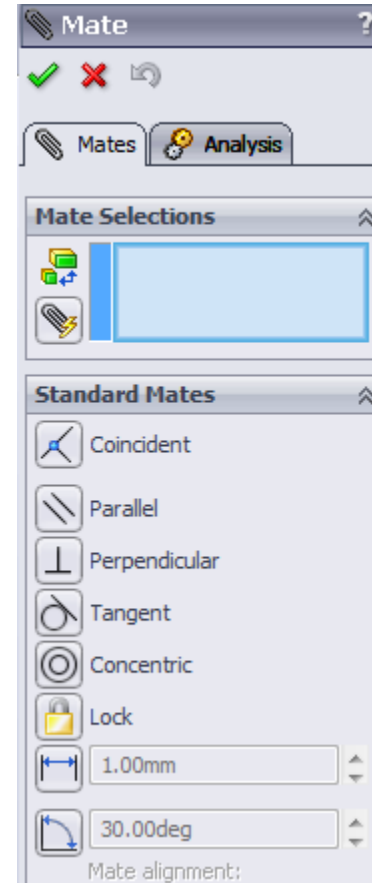 Mate ?
Mates Analysis
Mate Selections
Standard Mates
Coincident
Parallel
Perpendicular
Tangent
Concentric
Lock
1.00mm
30.00deg
Mate alignment: